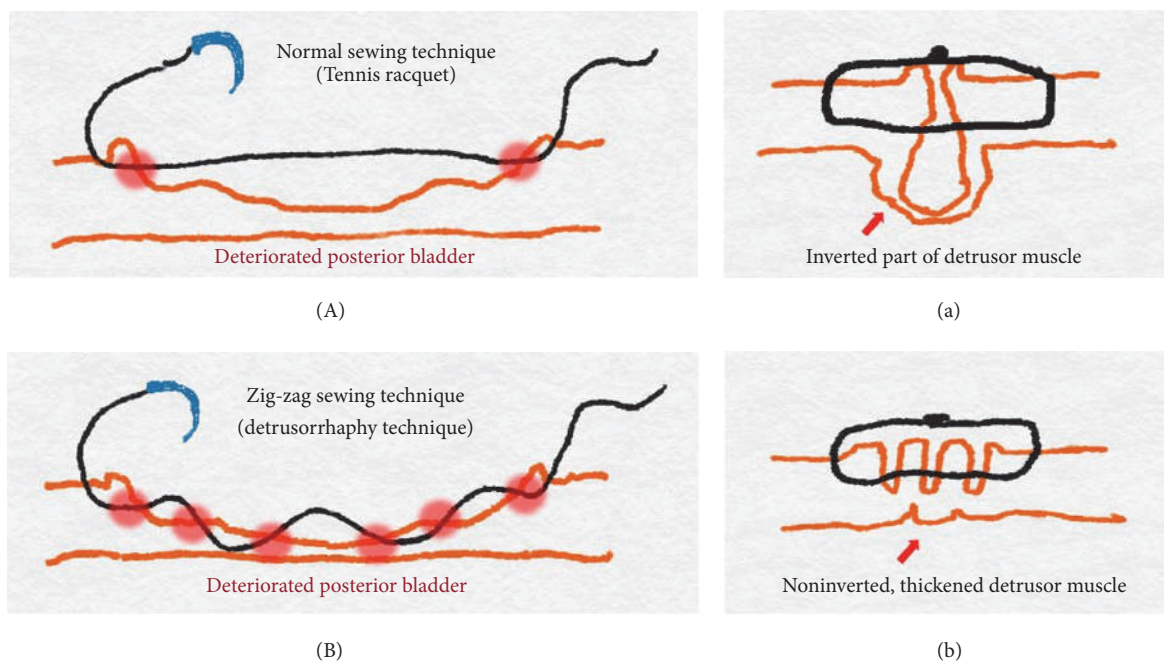 Normal sewing technique
(Tennis racquet)
Deteriorated posterior bladder
(A)
Inverted part of detrusor muscle
(a)
Zig-zag sewing technique
(detrusorrhaphy technique)
Deteriorated posterior bladder
(B)
Noninverted, thickened detrusor muscle
(b)